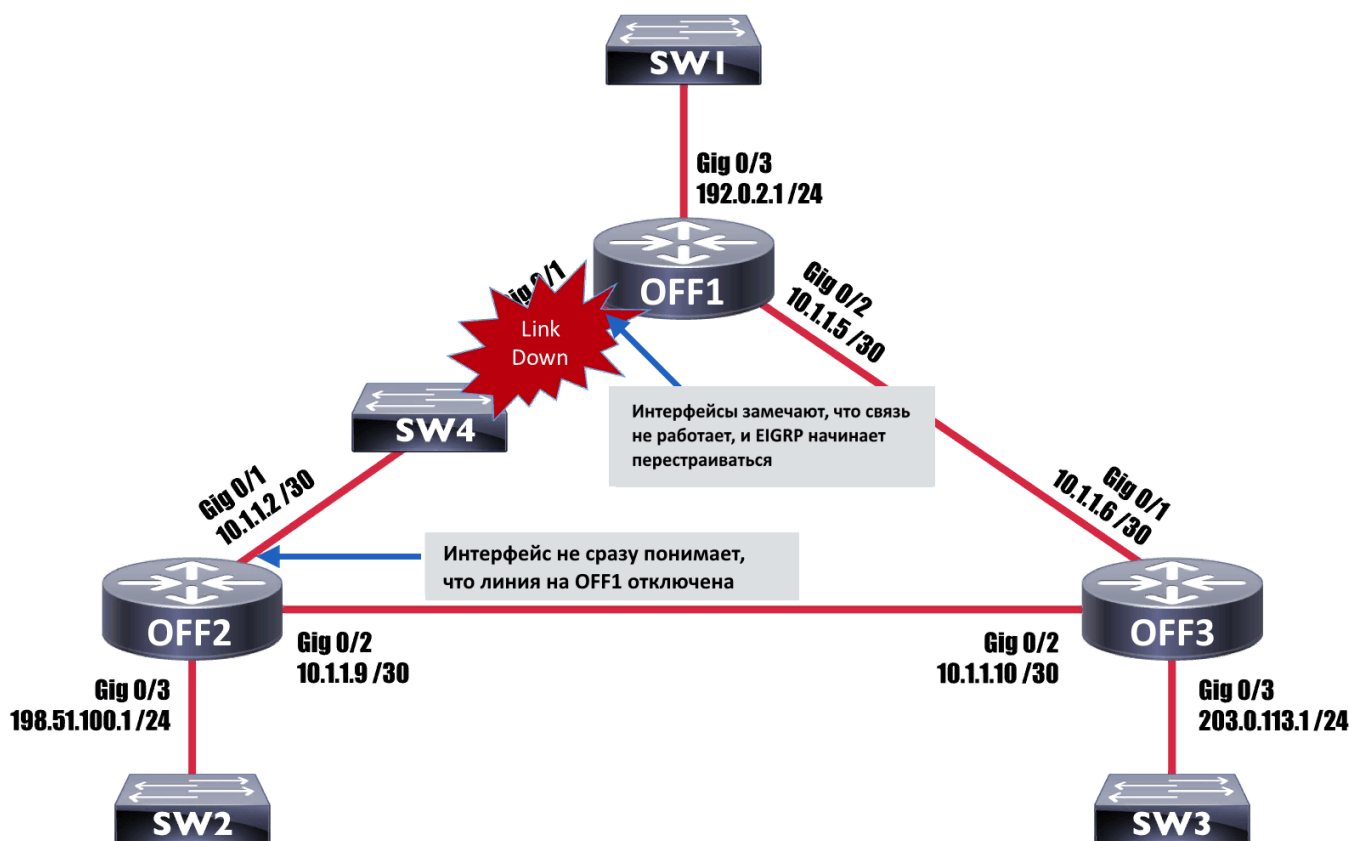 SW1
Gig 0/3
192.0.2.1 /24
Gig 0/1
OFF1
Gig 0/2
10.1.1.5 /30
Link
Down
Интерфейсы замечают, что связь
не работает, и EIGRP начинает
перестраиваться
SW4
Gig 0/1
10.1.1.2 /30
Gig 0/1
10.1.1.6 /30
Интерфейс не сразу понимает,
что линия на OFF1 отключена
OFF2
Gig 0/2
10.1.1.9 /30
Gig 0/2
10.1.1.10 /30
OFF3
Gig 0/3
198.51.100.1 /24
Gig 0/3
203.0.113.1 /24
SW2
SW3